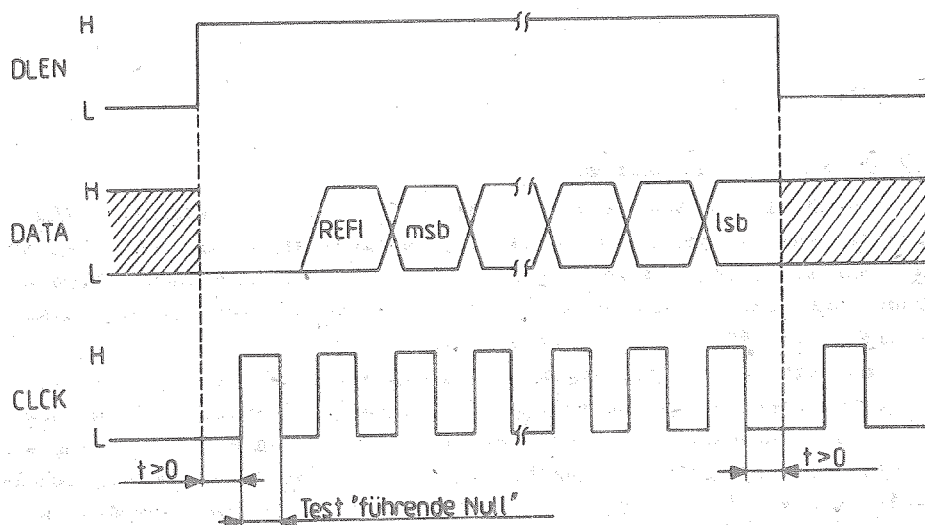 H
DLEN
L
H
DATA
REFI
msb
lsb
L
H
CLCK
L
t>0
t>0
Test "führende Null"